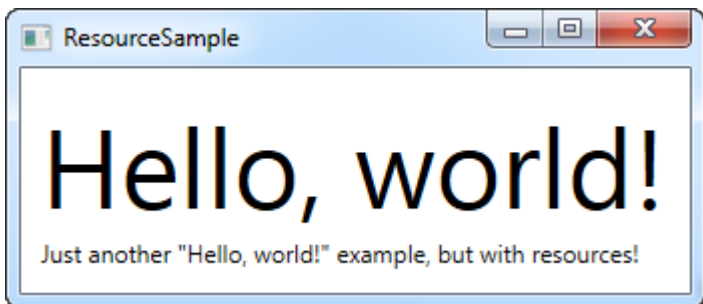 ResourceSample
Hello, world!
Just another "Hello, world!" example, but with resources!